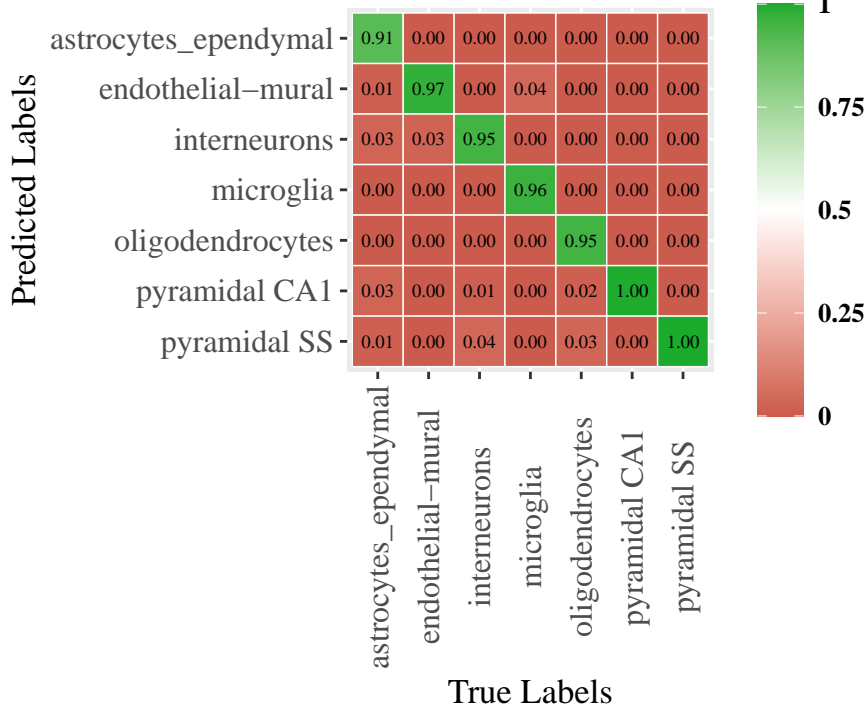 Predicted Labels
astrocytes_ependymal 0.91 0.00 0.00 0.00 0.00 0.00 0.00
endothelial−mural 0.01 0.97 0.00 0.04 0.00 0.00 0.00
interneurons 0.03 0.03 0.95 0.00 0.00 0.00 0.00
microglia 0.00 0.00 0.00 0.96 0.00 0.00 0.00
oligodendrocytes 0.00 0.00 0.00 0.00 0.95 0.00 0.00
pyramidal CA1 0.03 0.00 0.01 0.00 0.02 1.00 0.00
pyramidal SS 0.01 0.00 0.04 0.00 0.03 0.00 1.00
astrocytes_ependymal
endothelial−mural
interneurons
microglia
oligodendrocytes
pyramidal CA1
pyramidal SS
True Labels
1
0.75
0.5
0.25
0